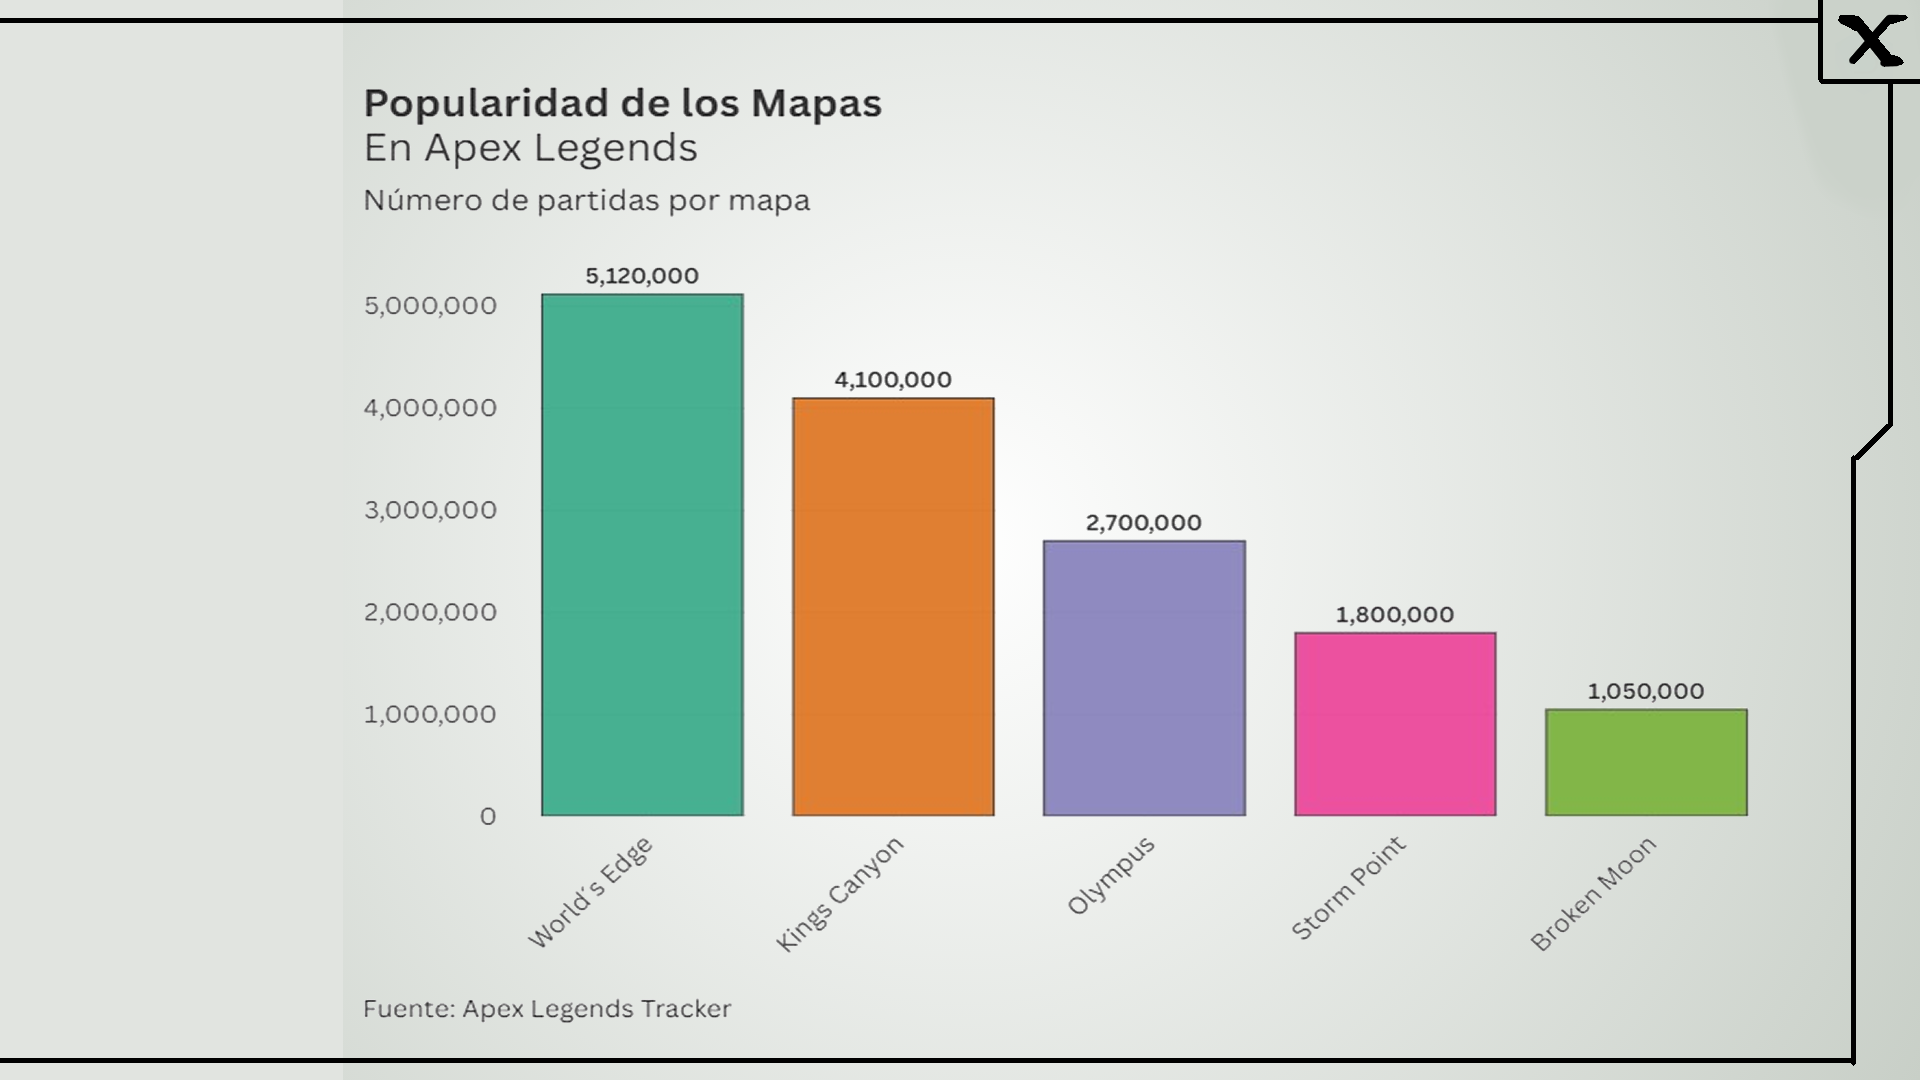 X
Popularidad de los Mapas
En Apex Legends
Número de partidas por mapa
5,120,000
5,000,000
4,100,000
4,000,000
3,000,000
2,700,000
2,000,000
1,800,000
1,050,000
1,000,000
0
World´s Edge
Kings Canyon
Olympus
Storm Point
Broken Moon
Fuente: Apex Legends Tracker